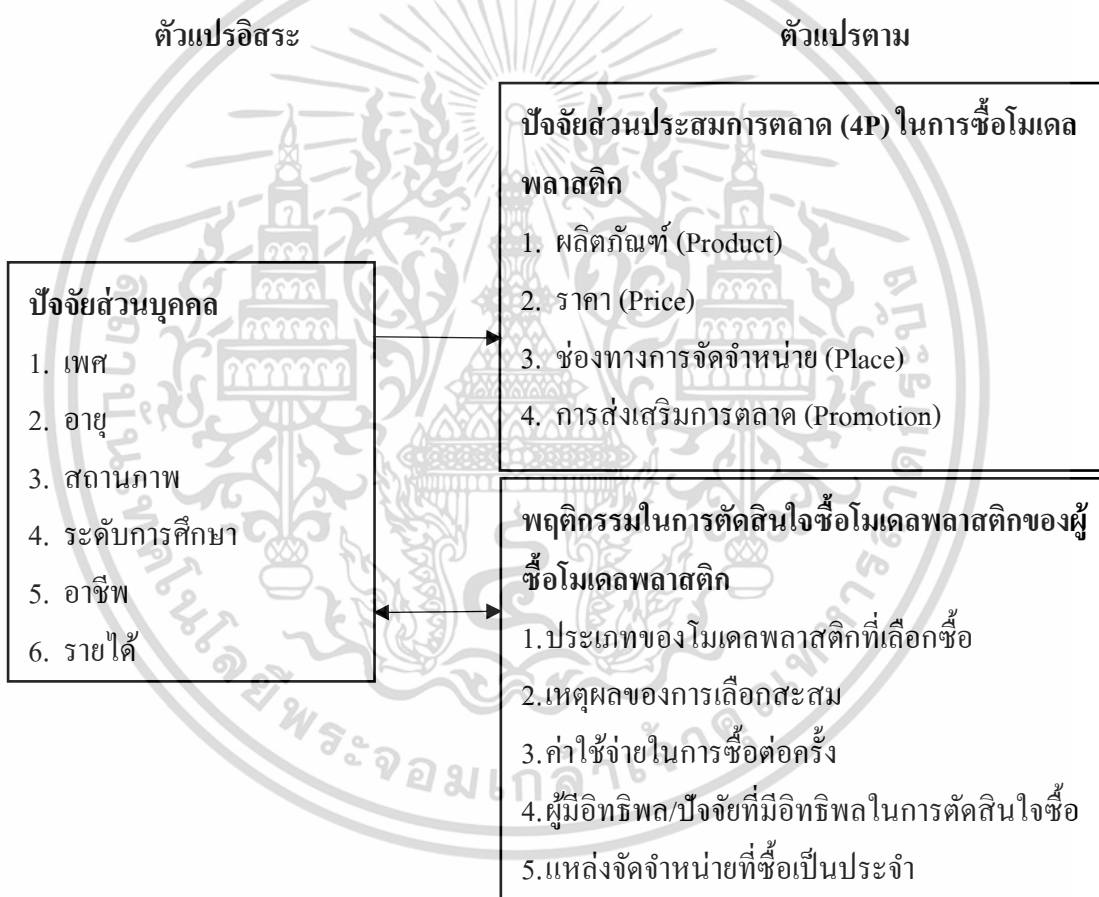 ตัวแปรอิสระ
ตัวแปรตาม
ปัจจัยส่วนบุคคล
1. เพศ
2. อายุ
3. สถานภาพ
4. ระดับการศึกษา
5. อาชีพ
6. รายได้
ปัจจัยส่วนประสมการตลาด (4P) ในการซื้อโมเดล
พลาสติก
1. ผลิตภัณฑ์ (Product)
2. ราคา (Price)
3. ช่องทางการจัดจำหน่าย (Place)
4. การส่งเสริมการตลาด (Promotion)
พฤติกรรมในการตัดสินใจซื้อโมเดลพลาสติกของผู้
ซื้อโมเดลพลาสติก
1.ประเภทของโมเดลพลาสติกที่เลือกซื้อ
2.เหตุผลของการเลือกสะสม
3.ค่าใช้จ่ายในการซื้อต่อครั้ง
4.ผู้มีอิทธิพล/ปัจจัยที่มีอิทธิพลในการตัดสินใจซื้อ
5.แหล่งจัดจำหน่ายที่ซื้อเป็นประจำ